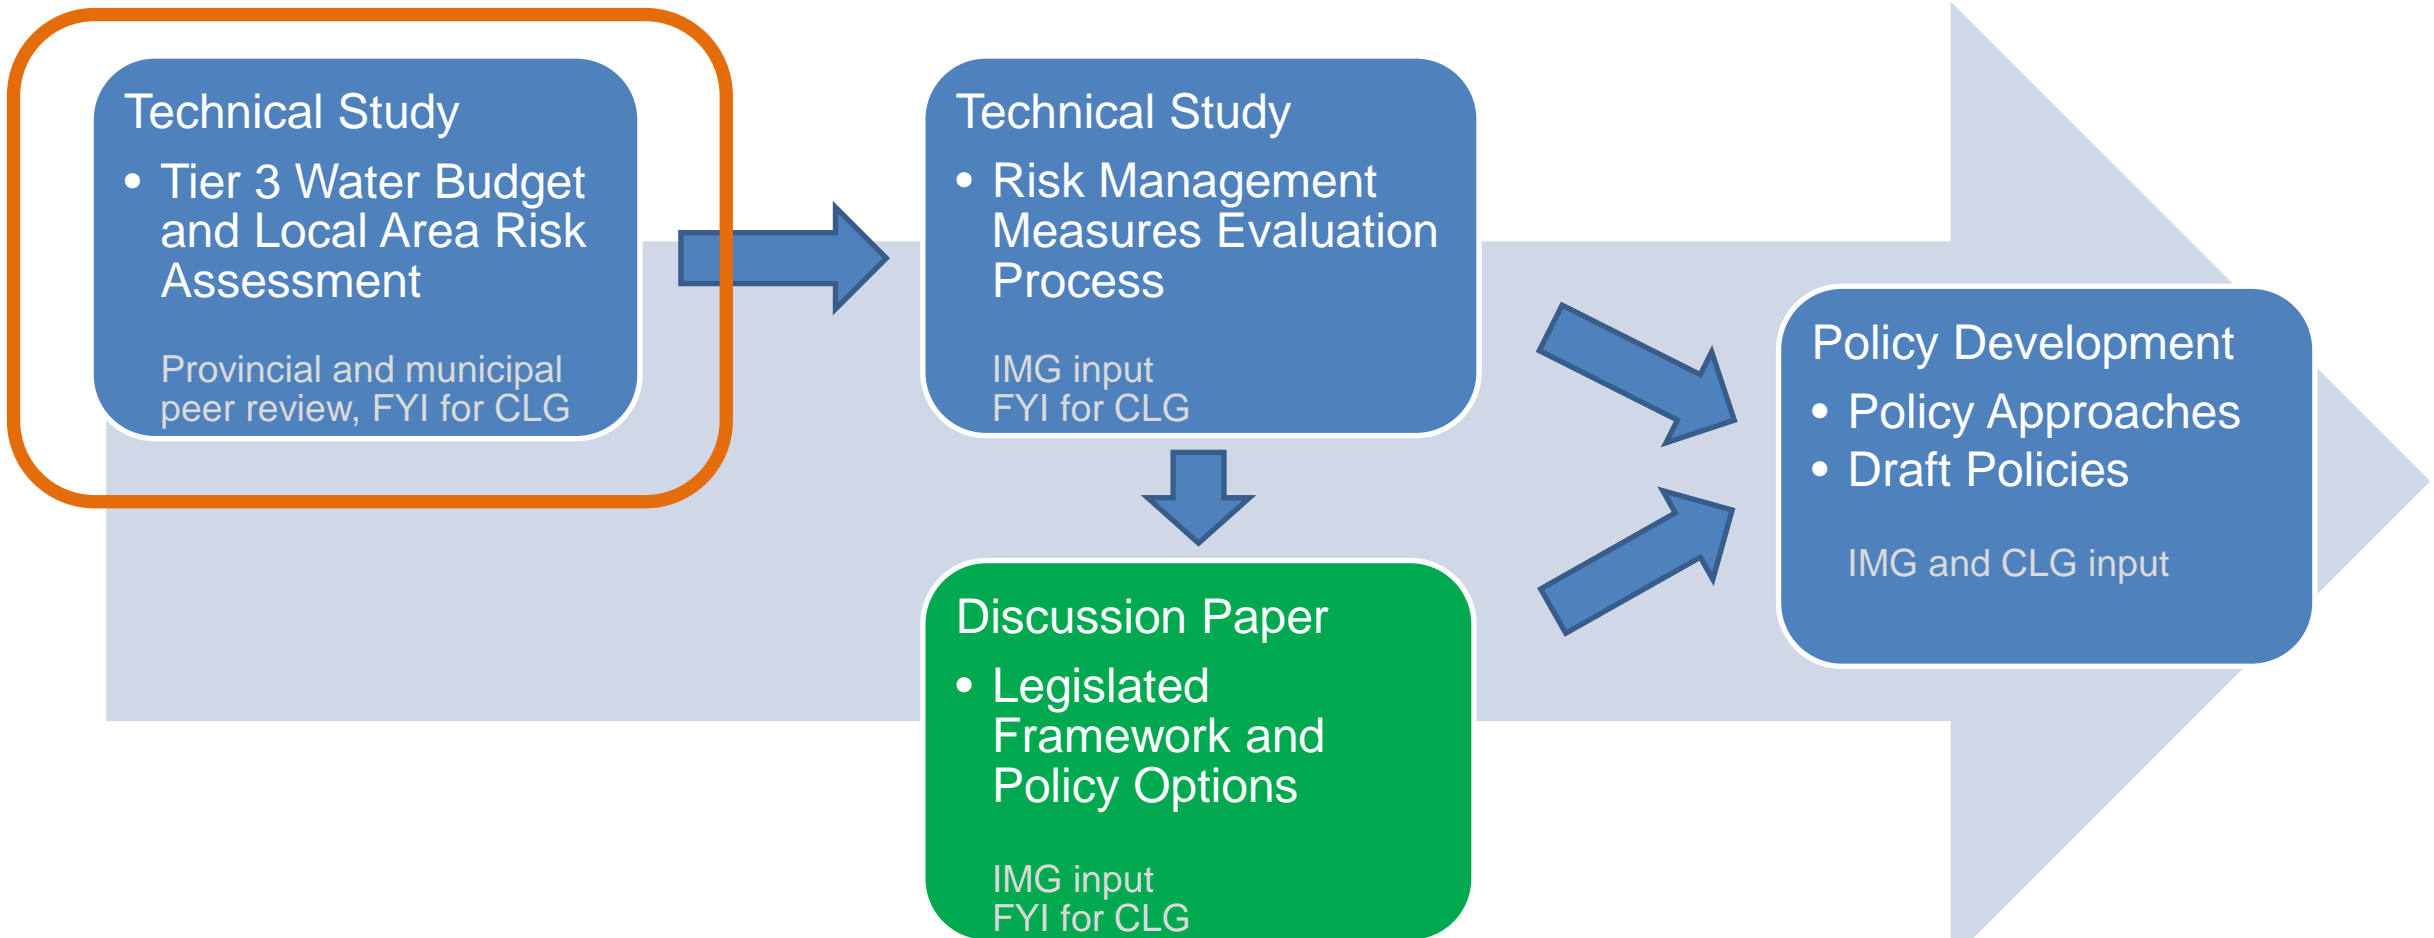 Technical Study
• Tier 3 Water Budget
and Local Area Risk
Assessment
Provincial and municipal
peer review, FYI for CLG
Technical Study
• Risk Management
Measures Evaluation
Process
IMG input
FYI for CLG
Discussion Paper
• Legislated
Framework and
Policy Options
IMG input
FYI for CLG
Policy Development
• Policy Approaches
• Draft Policies
IMG and CLG input